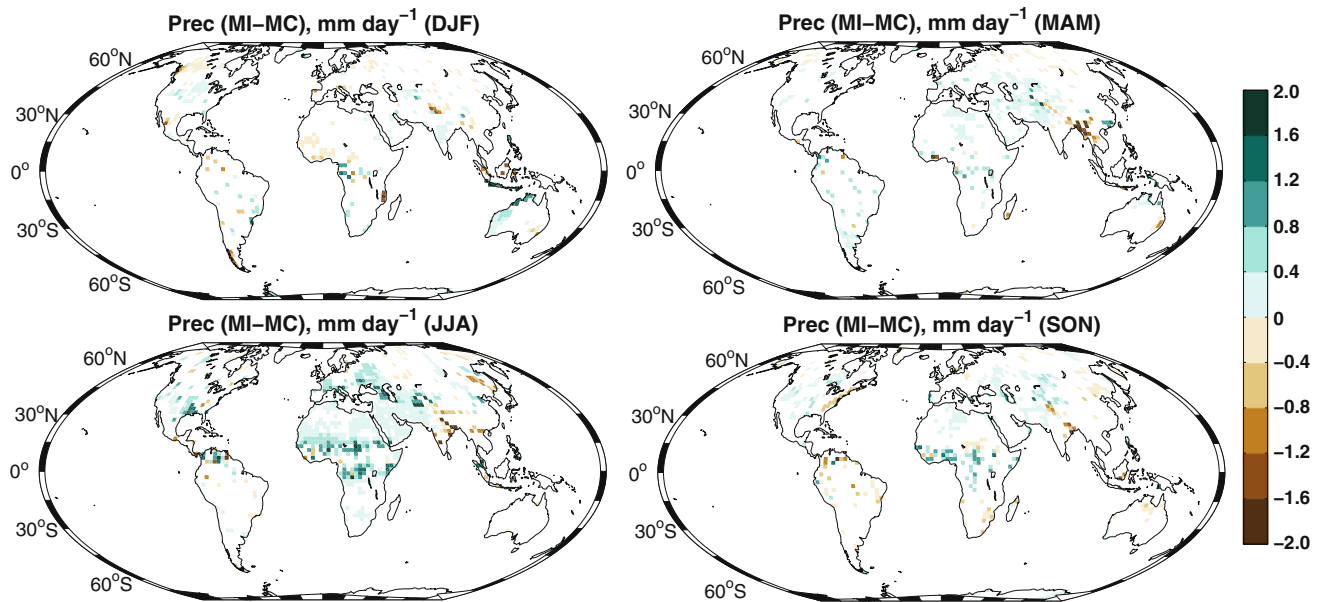 Prec (MI−MC), mm day⁻¹ (DJF)
Prec (MI−MC), mm day⁻¹ (MAM)
60°N
30°N
0°
30°S
60°S
60°N
30°N
0°
30°S
60°S
2.0
1.6
1.2
0.8
0.4
0
−0.4
−0.8
−1.2
−1.6
−2.0
Prec (MI−MC), mm day⁻¹ (JJA)
Prec (MI−MC), mm day⁻¹ (SON)
60°N
30°N
0°
30°S
60°S
60°N
30°N
0°
30°S
60°S